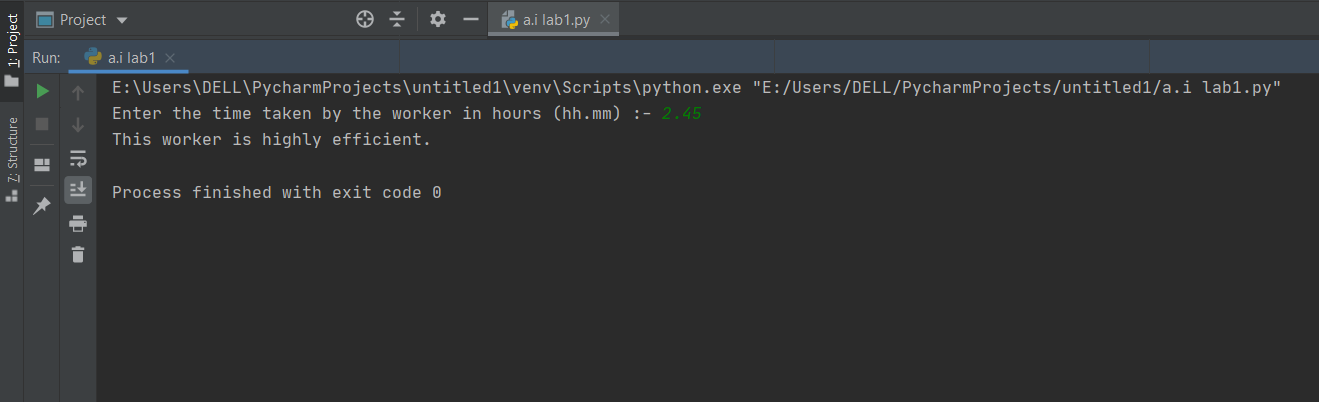 1: Project
7: Structure
Project
a.i lab1.py
Run:
a.i lab1
E:\Users\DELL\PycharmProjects\untitled1\venv\Scripts\python.exe "E:/Users/DELL/PycharmProjects/untitled1/a.i lab1.py"
Enter the time taken by the worker in hours (hh.mm) :- 2.45
This worker is highly efficient.
Process finished with exit code 0